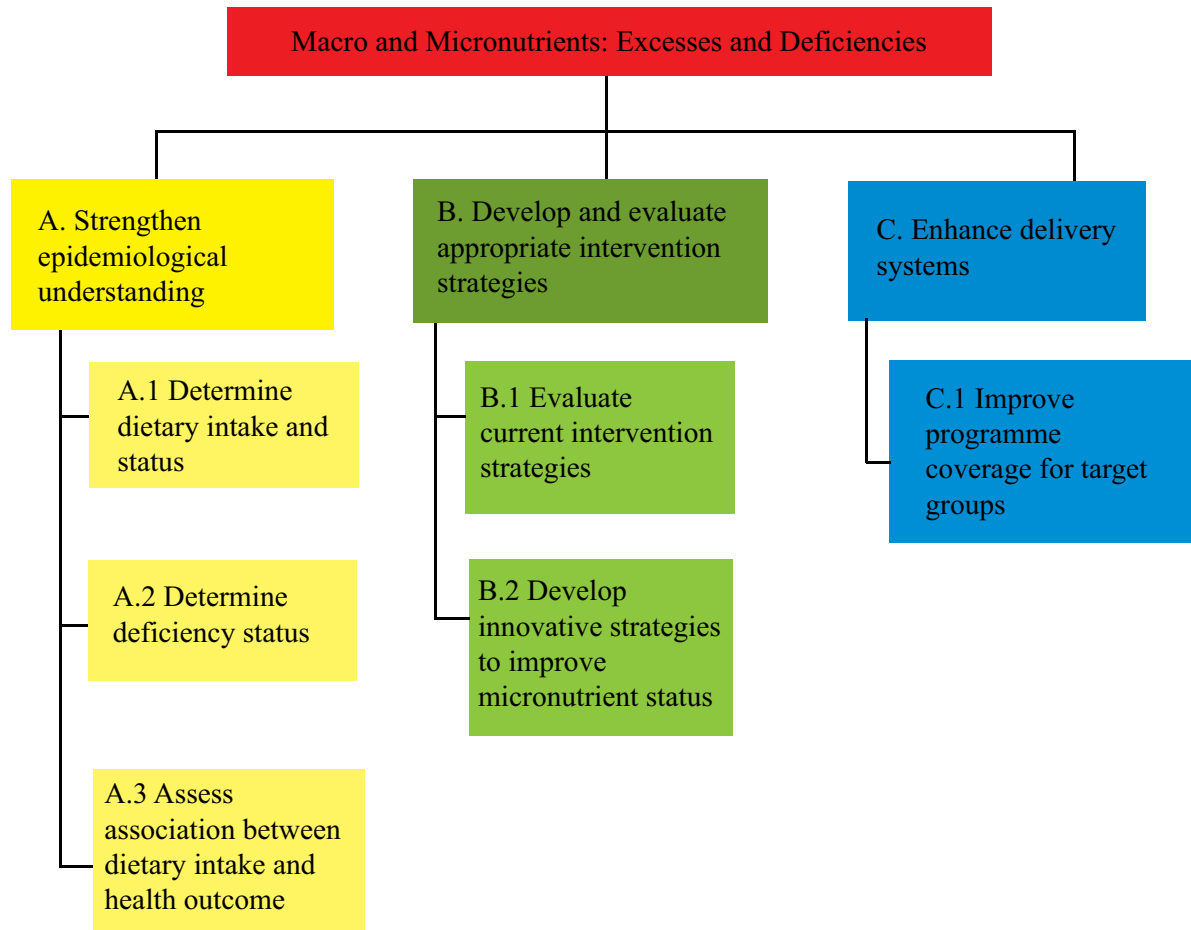 Macro and Micronutrients: Excesses and Deficiencies
A. Strengthen
epidemiological
understanding
A.1 Determine
dietary intake and
status
A.2 Determine
deficiency status
A.3 Assess
association between
dietary intake and
health outcome
B. Develop and evaluate
appropriate intervention
strategies
B.1 Evaluate
current intervention
strategies
B.2 Develop
innovative strategies
to improve
micronutrient status
C. Enhance delivery
systems
C.1 Improve
programme
coverage for target
groups